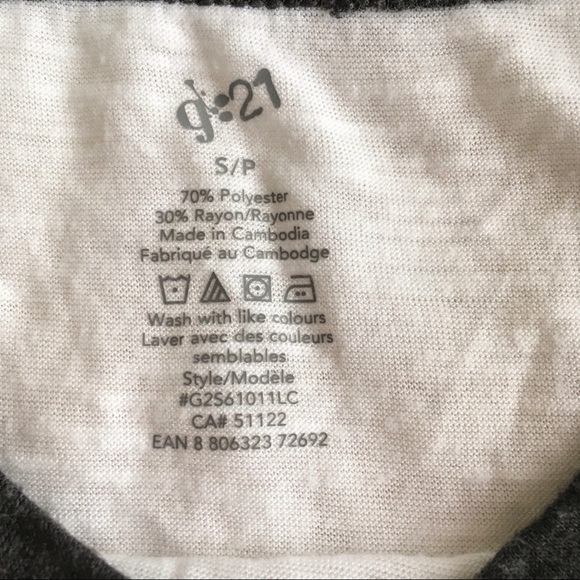 g:21
S/P
70% Polyester
30% Rayon/Rayonne
Made in Cambodia
Fabriqué au Cambodge
Wash with like colours
Laver avec des couleurs
semblables
Style/Modèle
#G2S61011LC
CA# 51122
EAN 8 806323 72692